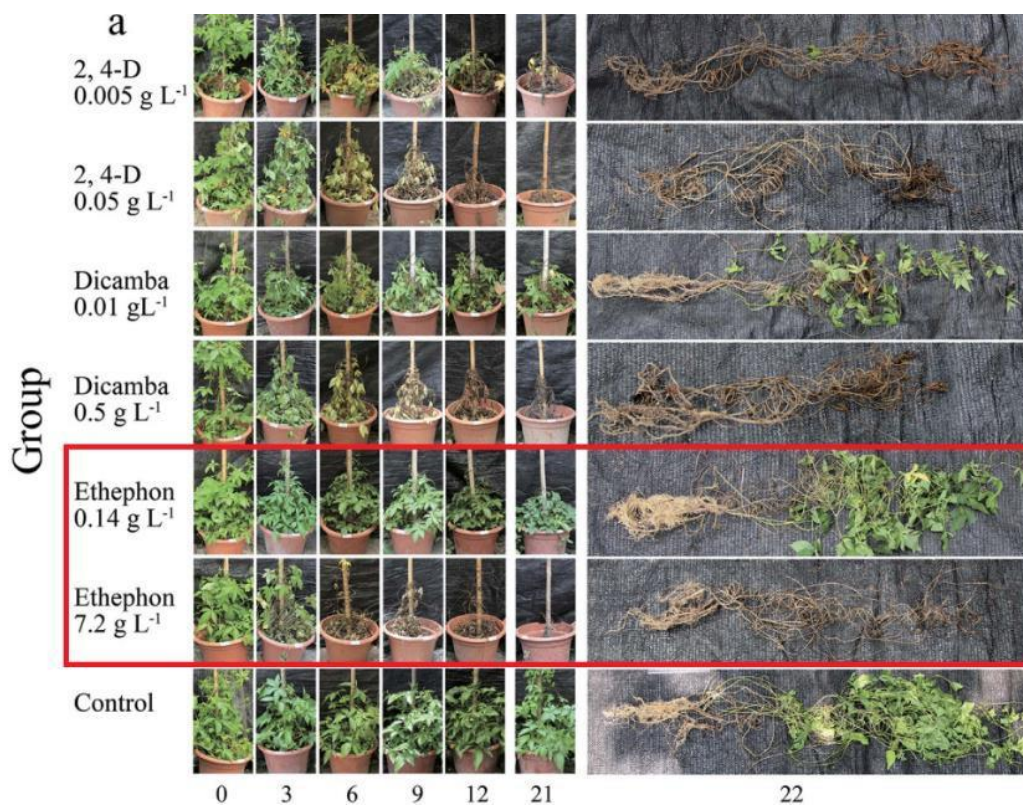 a
2, 4-D
0.005 g L⁻¹
2, 4-D
0.05 g L⁻¹
Dicamba
0.01 gL⁻¹
Dicamba
0.5 g L⁻¹
Group
Ethephon
0.14 g L⁻¹
Ethephon
7.2 g L⁻¹
Control
0 3 6 9 12 21 22